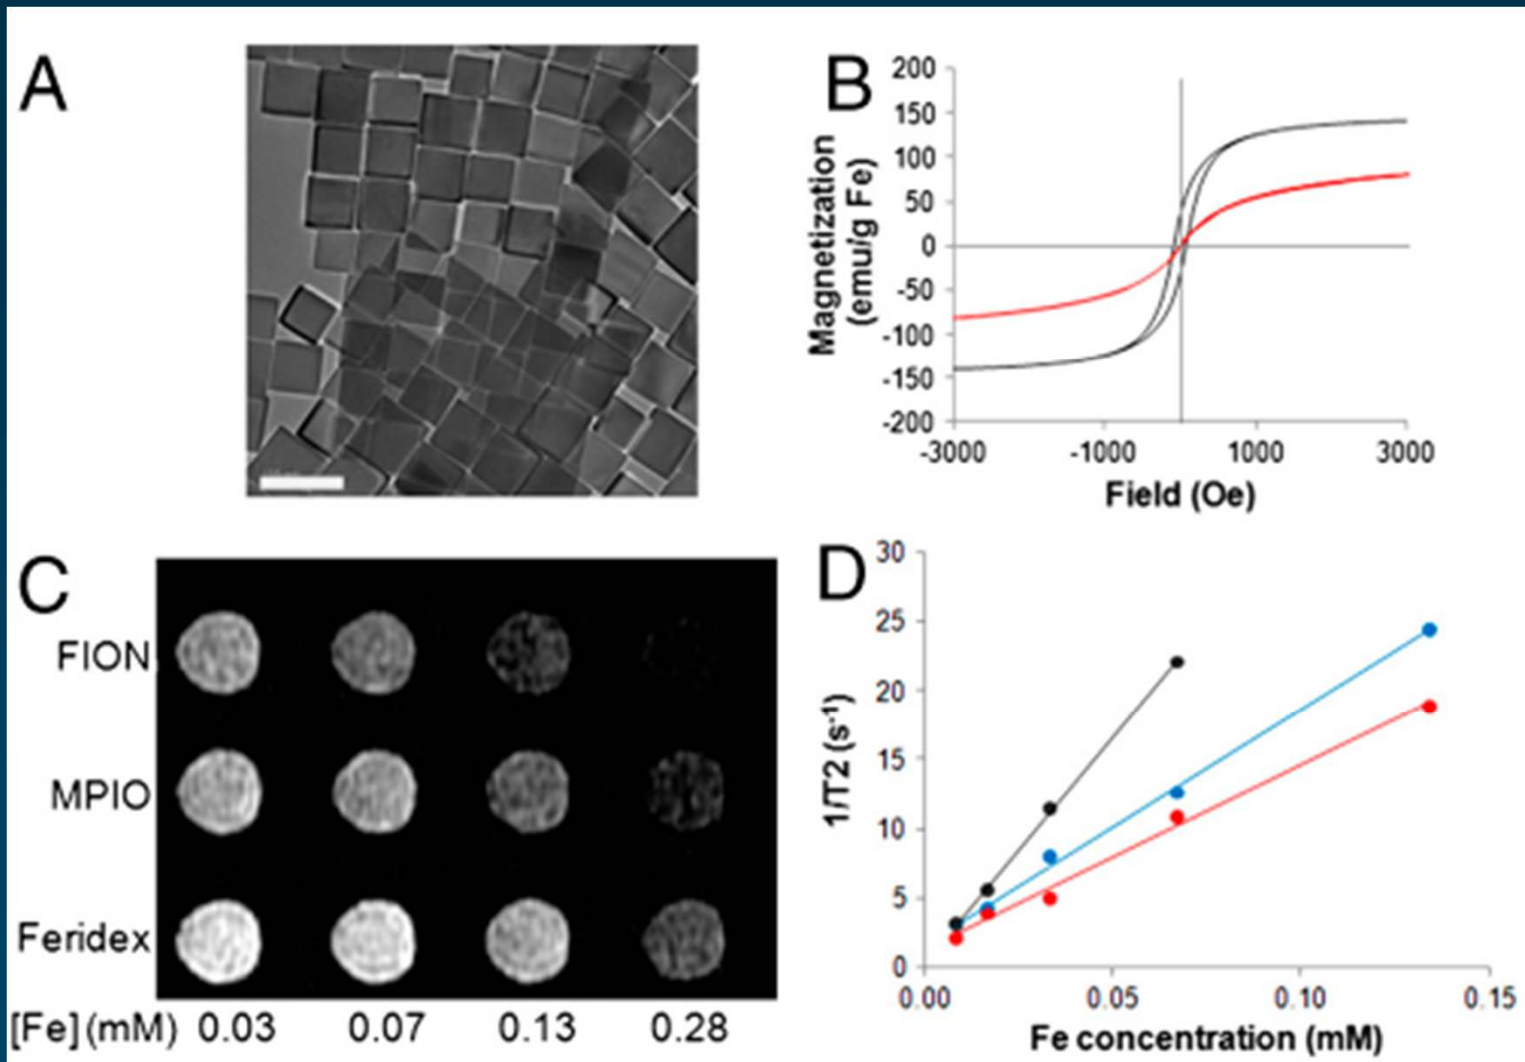 A
B
200
150
100
50
0
-50
-100
-150
-200
-3000 -1000 1000 3000
Magnetization
(emu/g Fe)
Field (Oe)
C
FION
MPIO
Feridex
[Fe] (mM) 0.03 0.07 0.13 0.28
D
30
25
20
15
10
5
0
0.00 0.05 0.10 0.15
1/T2 (s⁻¹)
Fe concentration (mM)